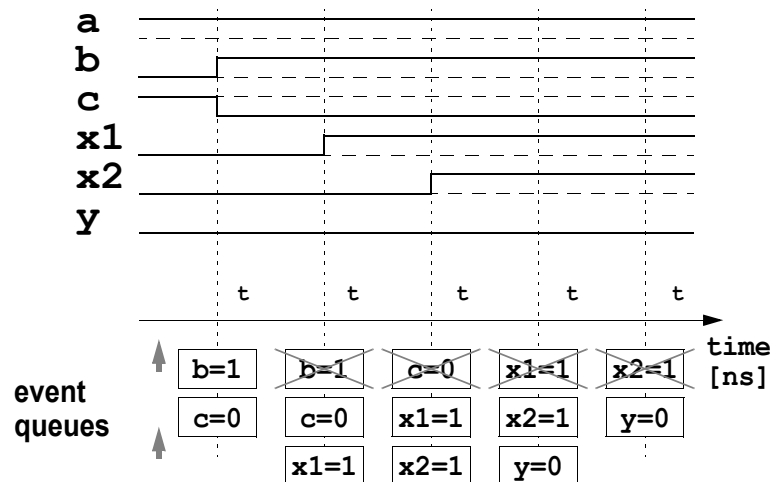 a
b
c
x1
x2
y
t t t t t
time
[ns]
event
queues
b=1 b=1 c=0 x1=1 x2=1
c=0 c=0 x1=1 x2=1 y=0
x1=1 x2=1 y=0